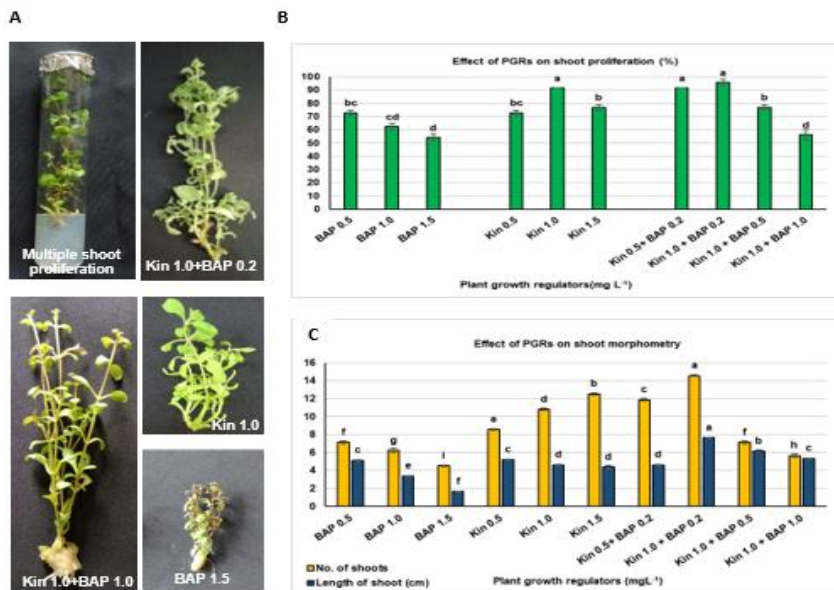 A
Multiple shoot
proliferation
Kin 1.0+BAP 0.2
Kin 1.0+BAP 1.0
Kin 1.0
BAP 1.5
B
Effect of PGRs on shoot proliferation (%)
100
90
80
70
60
50
40
30
20
10
0
bc cd d bc a b a a b d
BAP 0.5 BAP 1.0 BAP 1.5 Kin 0.5 Kin 1.0 Kin 1.5 Kin 0.5+ BAP 0.2 Kin 1.0 + BAP 0.2 Kin 1.0 + BAP 0.5 Kin 1.0 + BAP 1.0
Plant growth regulators(mg L⁻¹)
C
Effect of PGRs on shoot morphometry
16
14
12
10
8
6
4
2
0
f c g e i f e c d d b d c d a a f b h c
BAP 0.5 BAP 1.0 BAP 1.5 Kin 0.5 Kin 1.0 Kin 1.5 Kin 0.5+ BAP 0.2 Kin 1.0 + BAP 0.2 Kin 1.0 + BAP 0.5 Kin 1.0 + BAP 1.0
No. of shoots
Length of shoot (cm)
Plant growth regulators (mgL⁻¹)